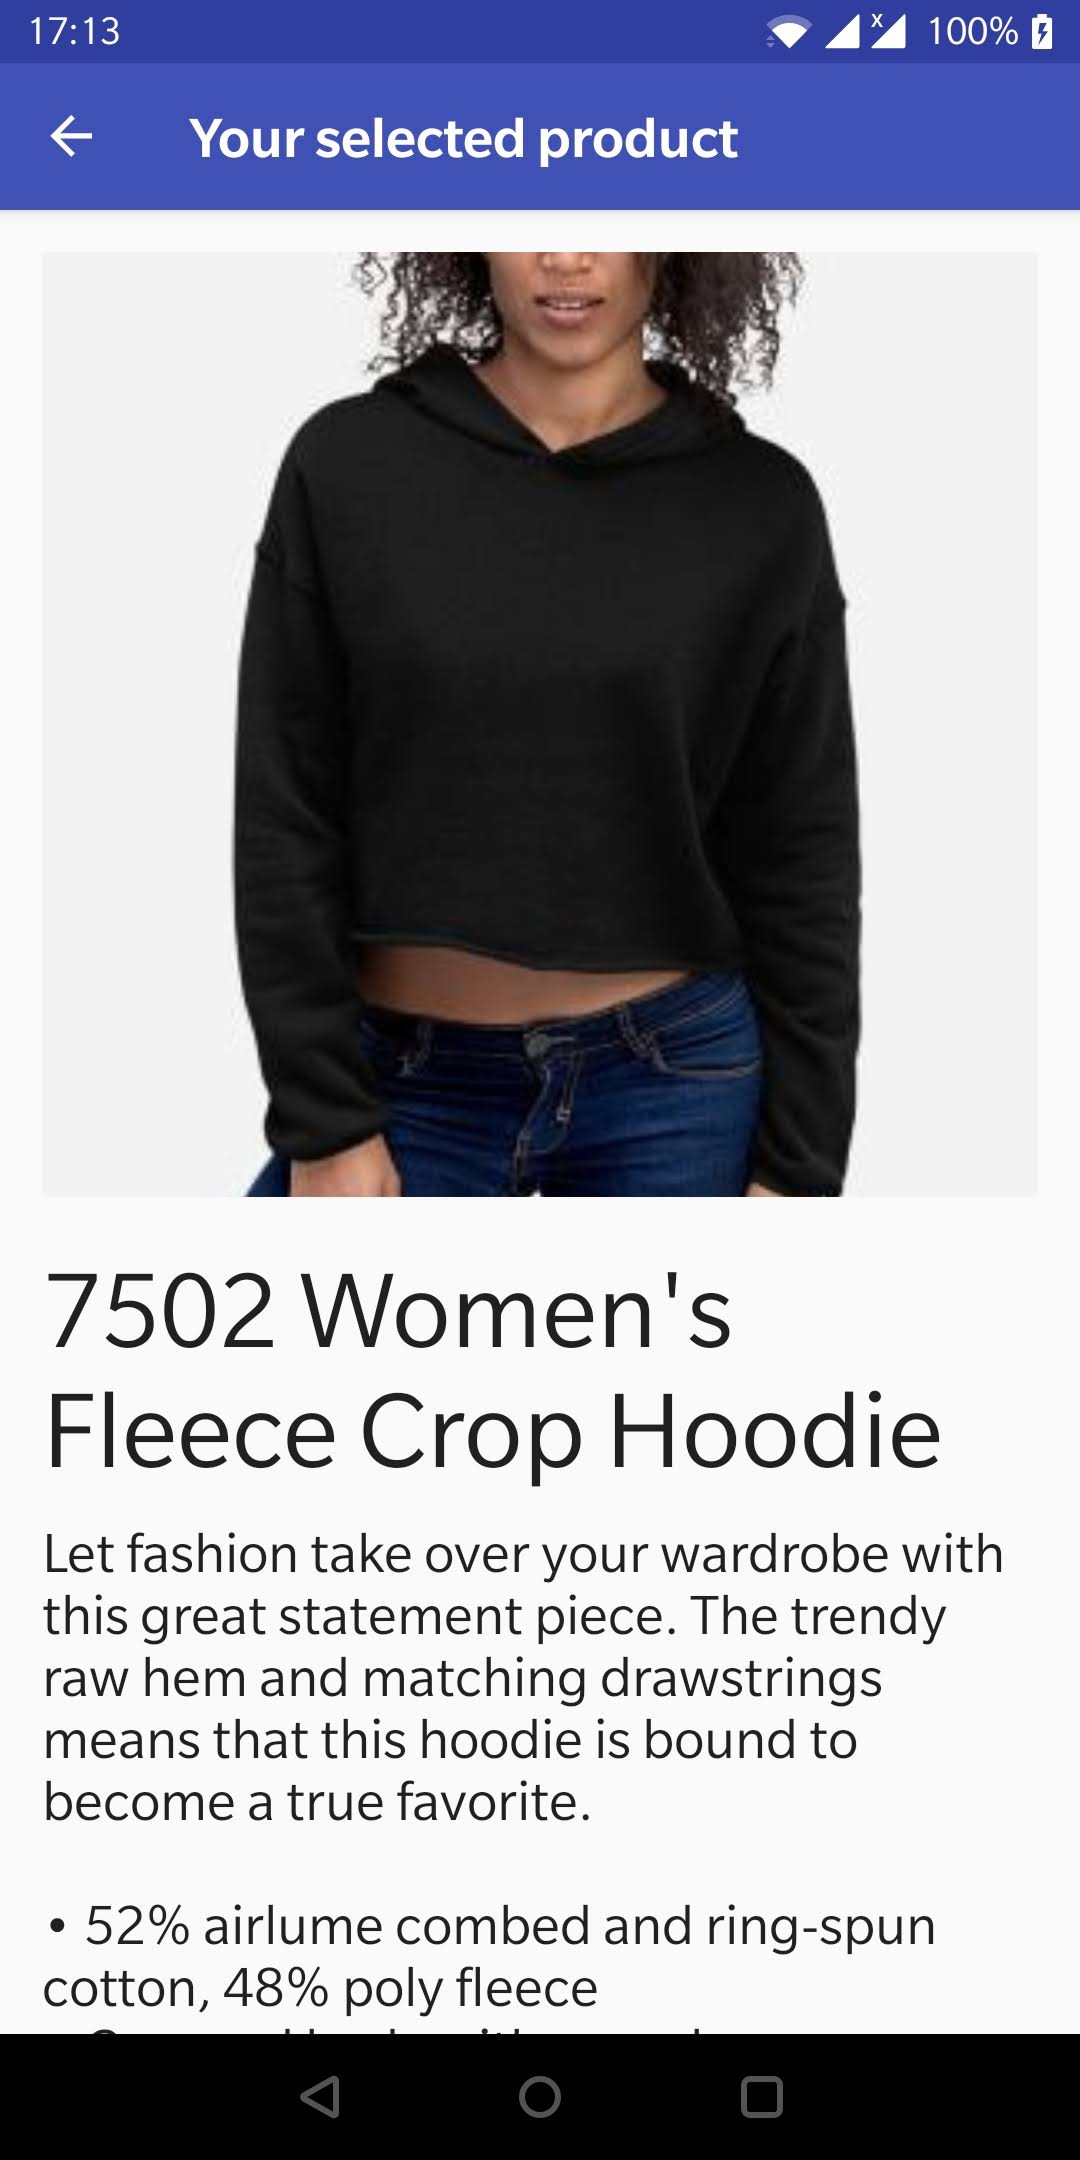 17:13
X
100%
Your selected product
7502 Women's
Fleece Crop Hoodie
Let fashion take over your wardrobe with
this great statement piece. The trendy
raw hem and matching drawstrings
means that this hoodie is bound to
become a true favorite.
• 52% airlume combed and ring-spun
cotton, 48% poly fleece